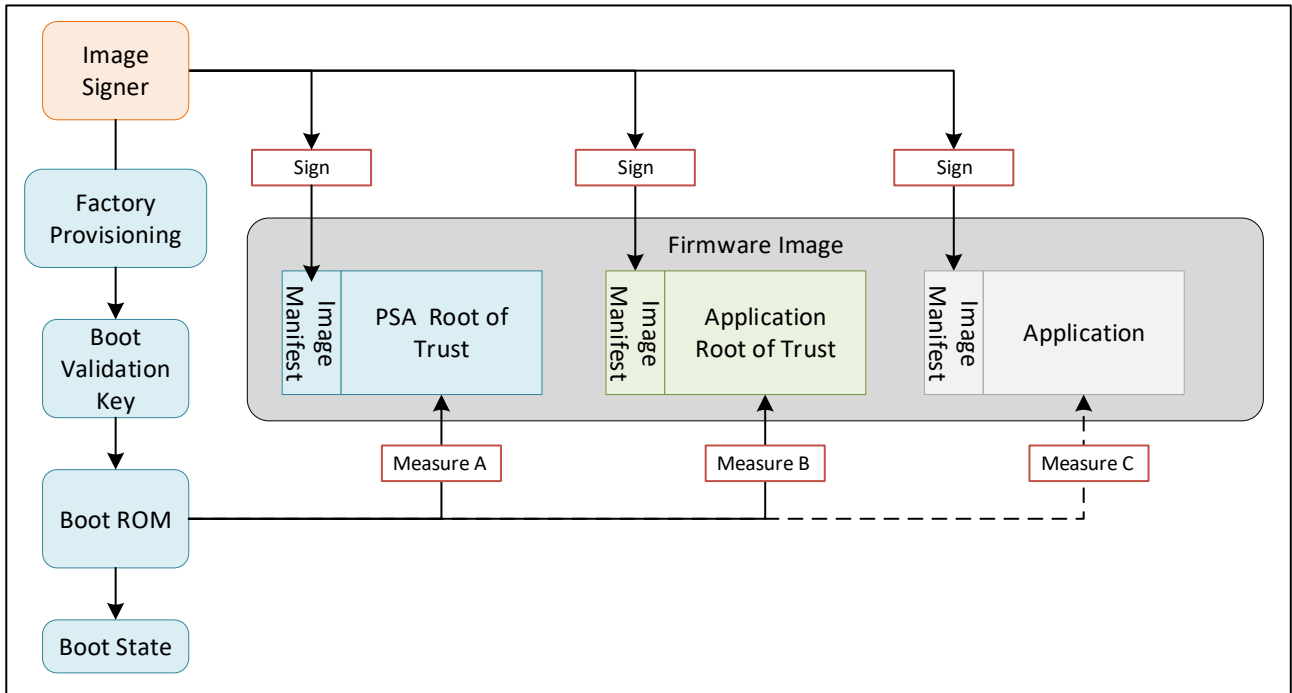 Image
Signer
Sign
Sign
Sign
Factory
Provisioning
Firmware Image
Image
Manifest
PSA Root of
Trust
Image
Manifest
Application
Root of Trust
Image
Manifest
Application
Boot
Validation
Key
Measure A
Measure B
Measure C
Boot ROM
Boot State